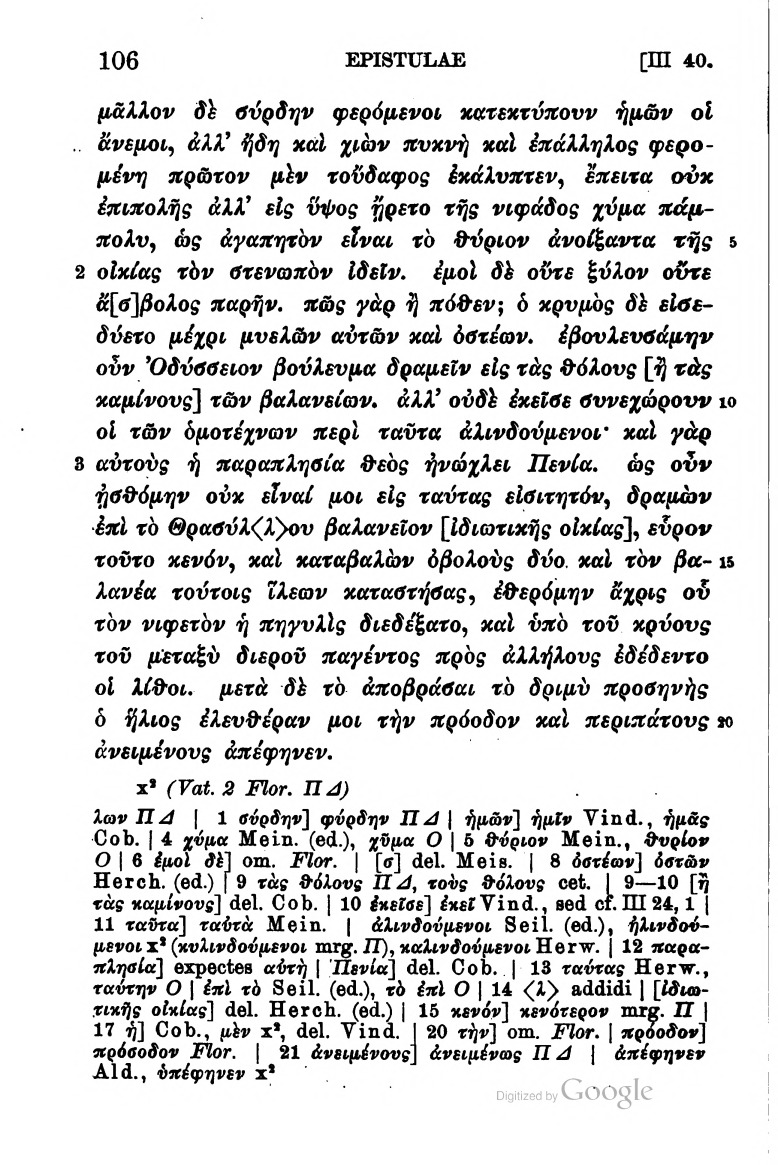 106 EPISTULAE [III 40.
μᾶλλον δὲ σύρδην φερόμενοι κατεκτύπουν ἡμῶν οἱ
ἄνεμοι, ἀλλ’ ἤδη καὶ χιὼν πυκνὴ καὶ ἐπάλληλος φερο-
μένη πρῶτον μὲν τοὔδαφος ἐκάλυπτεν, ἔπειτα οὐκ
ἐπιπολῆς ἀλλ’ εἰς ὕψος ᾔρετο τῆς νιφάδος χύμα πάμ-
πολυ, ὡς ἀγαπητὸν εἶναι τὸ θύριον ἀνοίξαντα τῆς 5
2 οἰκίας τὸν στενωπὸν ἰδεῖν. ἐμοὶ δὲ οὔτε ξύλον οὔτε
ἄ[σ]βολος παρῆν. πῶς γὰρ ἢ πόθεν; ὁ κρυμὸς δὲ εἰσε-
δύετο μέχρι μυελῶν αὐτῶν καὶ ὀστέων. ἐβουλευσάμην
οὖν Ὀδύσσειον βούλευμα δραμεῖν εἰς τὰς θόλους [ἢ τὰς
καμίνους] τῶν βαλανείων. ἀλλ’ οὐδὲ ἐκεῖσε συνεχώρουν 10
οἱ τῶν ὁμοτέχνων περὶ ταῦτα ἀλινδούμενοι· καὶ γὰρ
3 αὐτοὺς ἡ παραπλησία θεὸς ἠνώχλει Πενία. ὡς οὖν
ᾐσθόμην οὐκ εἶναί μοι εἰς ταύτας εἰσιτητόν, δραμὼν
ἐπὶ τὸ Θρασύλ⟨λ⟩ου βαλανεῖον [ἰδιωτικῆς οἰκίας], εὗρον
τοῦτο κενόν, καὶ καταβαλὼν ὀβολοὺς δύο καὶ τὸν βα- 15
λανέα τούτοις ἵλεων καταστήσας, ἐθερόμην ἄχρις οὗ
τὸν νιφετὸν ἡ πηγυλὶς διεδέξατο, καὶ ὑπὸ τοῦ κρύους
τοῦ μεταξὺ διεροῦ παγέντος πρὸς ἀλλήλους ἐδέδεντο
οἱ λίθοι. μετὰ δὲ τὸ ἀποβράσαι τὸ δριμὺ προσηνὴς
ὁ ἥλιος ἐλευθέραν μοι τὴν πρόοδον καὶ περιπάτους 20
ἀνειμένους ἀπέφηνεν.
x² (Vat. 2 Flor. Π Δ)
λων Π Δ | 1 σύρδην] φύρδην Π Δ | ἡμῶν] ἡμῖν Vind., ἡμᾶς
Cob. | 4 χύμα Mein. (ed.), χῦμα O | 5 θύριον Mein., θυρίον
O | 6 ἐμοὶ δὲ] om. Flor. | [σ] del. Meis. | 8 ὀστέων] ὀστῶν
Herch. (ed.) | 9 τὰς θόλους Π Δ, τοὺς θόλους cet. | 9—10 [ἢ
τὰς καμίνους] del. Cob. | 10 ἐκεῖσε] ἐκεῖ Vind., sed cf. III 24, 1 |
11 ταῦτα] ταὐτὰ Mein. | ἀλινδούμενοι Seil. (ed.), ἠλινδού-
μενοι x² (κυλινδούμενοι mrg. Π), καλινδούμενοι Herw. | 12 παρα-
πλησία] expectes αὐτὴ | Πενία] del. Cob. | 13 ταύτας Herw.,
ταύτην O | ἐπὶ τὸ Seil. (ed.), τὸ ἐπὶ O | 14 ⟨λ⟩ addidi | [ἰδιω-
τικῆς οἰκίας] del. Herch. (ed.) | 15 κενόν] κενότερον mrg. Π |
17 ἡ] Cob., μὲν x², del. Vind. | 20 τὴν] om. Flor. | πρόοδον]
πρόσοδον Flor. | 21 ἀνειμένους] ἀνειμένως Π Δ | ἀπέφηνεν
Ald., ὑπέφηνεν x²
Digitized by Google